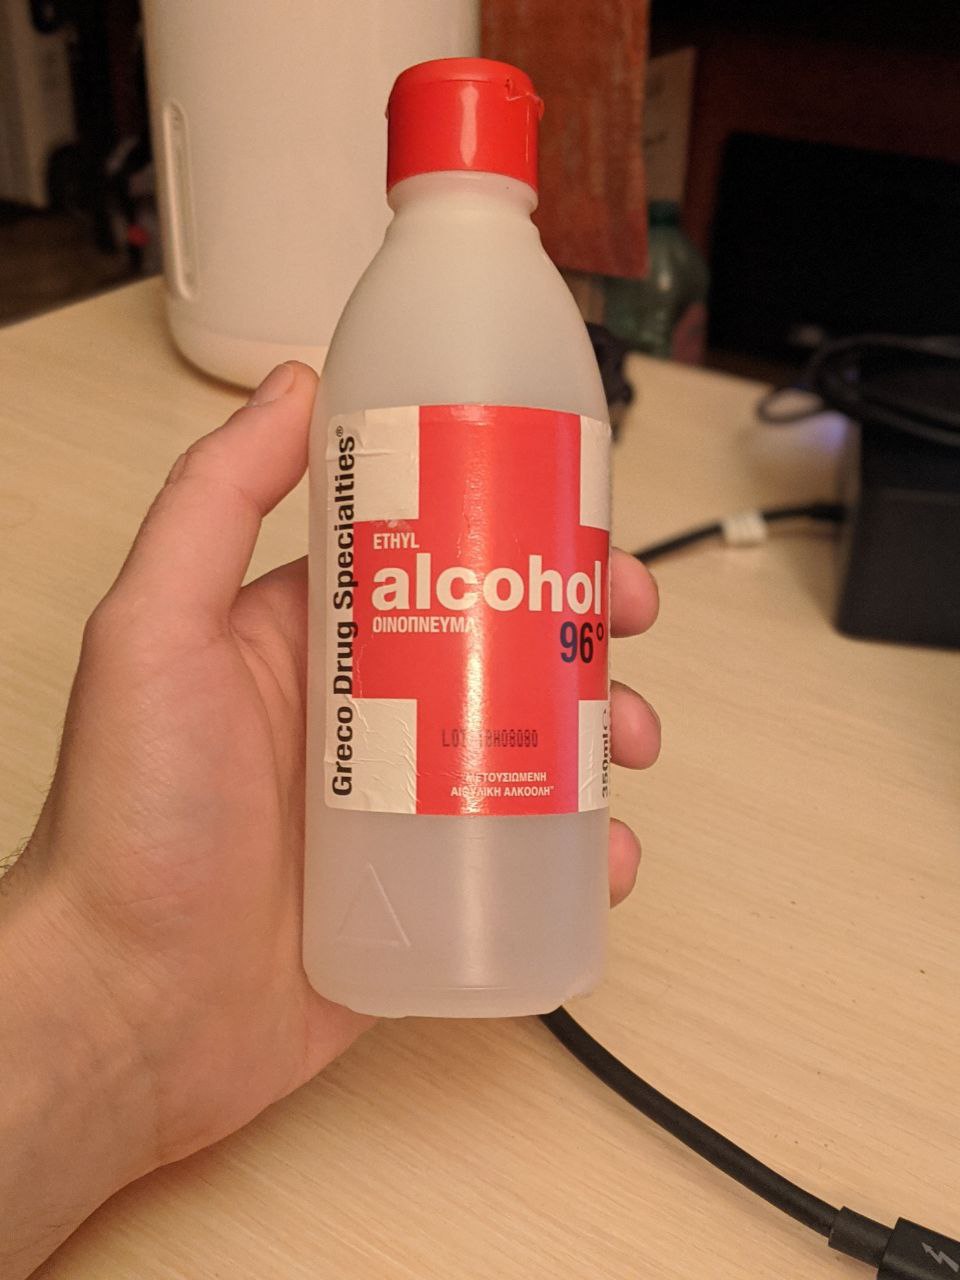 Greco Drug Specialties®
ETHYL
alcohol
ΟΙΝΟΠΝΕΥΜΑ
96°
ΜΕΤΟΥΣΙΩΜΕΝΗ
ΑΙΘΥΛΙΚΗ ΑΛΚΟΟΛΗ"
350ml ℮